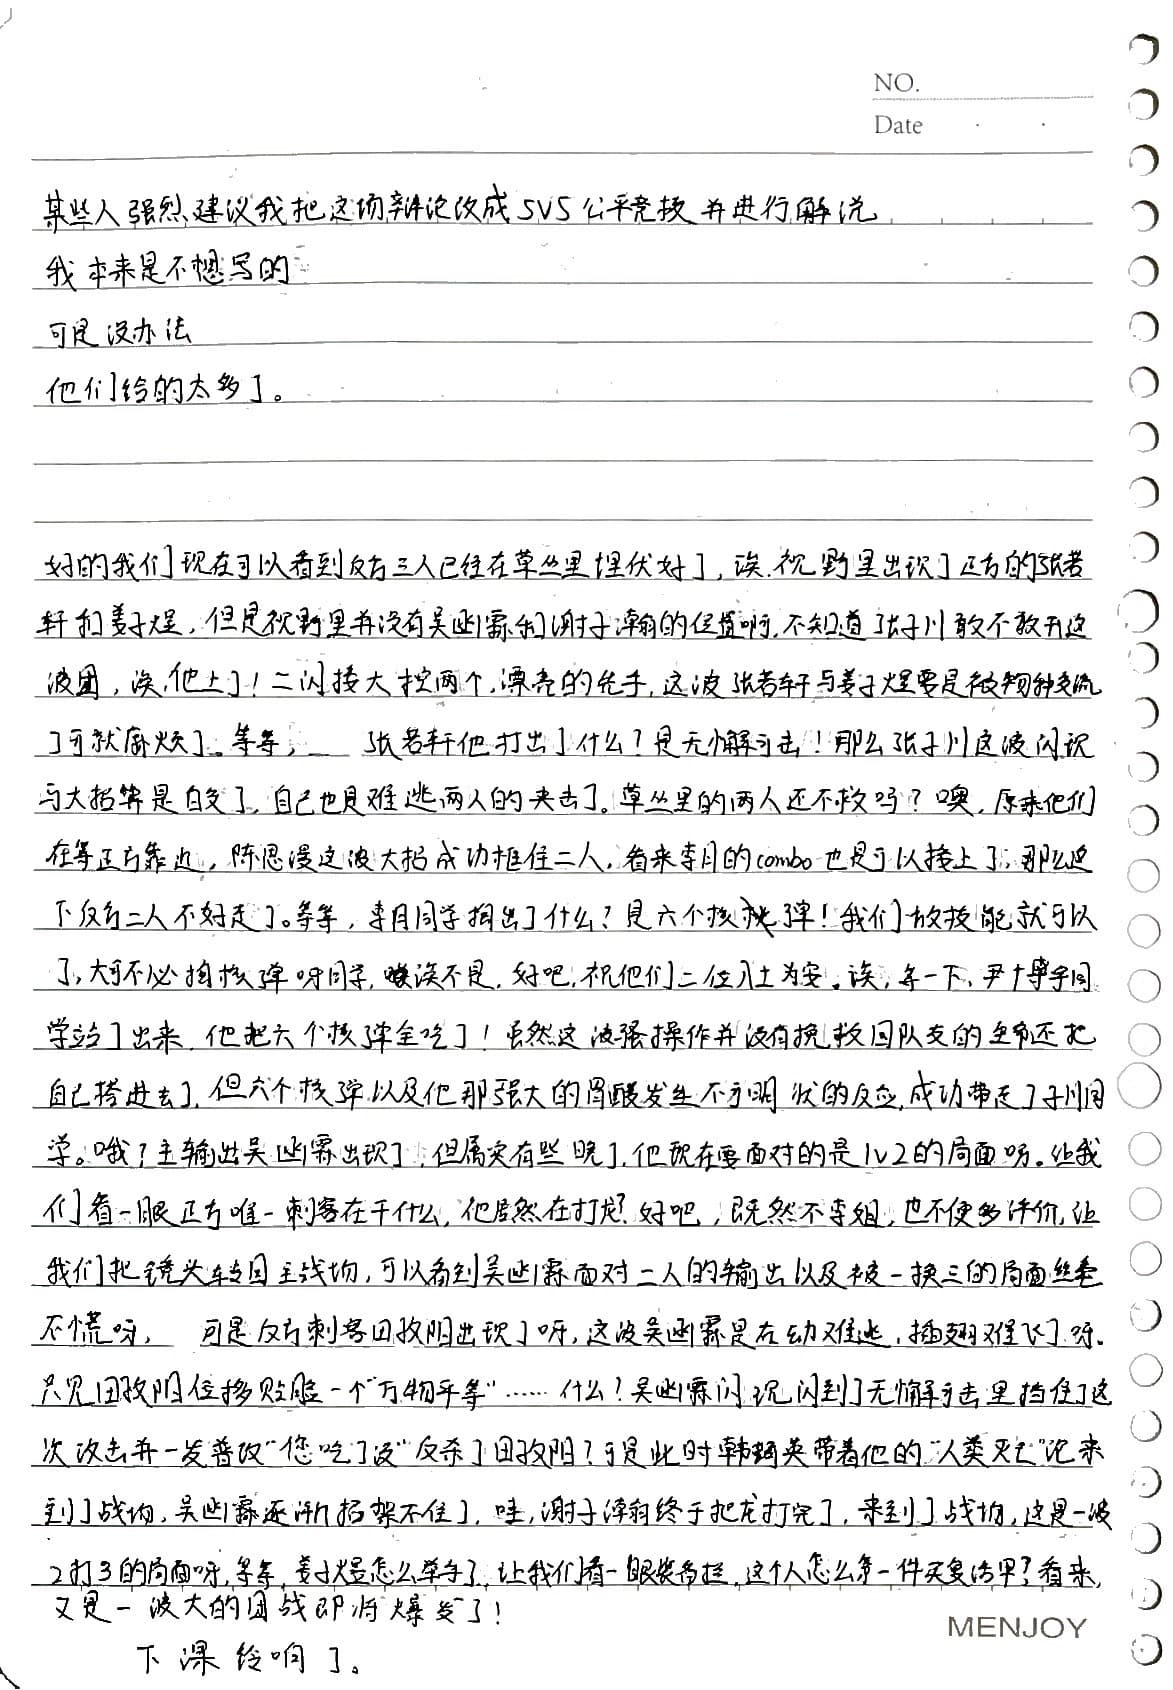 NO.
Date
某些人强烈建议我把这场辩论改成5V5公平竞技并进行解说
我本来是不想写的
可是没办法
他们给的太多了。
好的我们现在可以看到反方三人已经在草丛里埋伏好了，诶，视野里出现了正方的张若
轩和姜子煜，但是视野里并没有吴幽霖和谢子瀚的位置啊，不知道张子川敢不敢开这
波团，诶，他上了！二闪接大控两个，漂亮的先手，这波张若轩与姜子煜要是被物种交流
了可就麻烦了。等等， 张若轩他打出了什么？是无懈可击！那么张子川这波闪现
与大招算是白交了，自己也是难逃两人的夹击了。草丛里的两人还不救吗？噢，原来他们
在等正方靠近，陈思漫这波大招成功框住二人，看来李月的combo也是可以接上了，那么这
下反方二人不好走了。等等，李月同学掏出了什么？是六个核弹！我们放技能就可以
了，大可不必掏核弹呀同学，诶不是，好吧，祝他们二位入土为安。诶，等一下，尹 同
学站了出来，他把六个核弹全吃了！虽然这波骚操作并没有挽救回队友的生命还把
自己搭进去了，但六个核弹以及他那强大的胃酸发生不可明状的反应，成功带走了子川同
学。哦？主输出吴幽霖出现了，但属实有些晚了，他现在要面对的是1v2的局面呀。让我
们看一眼正方唯一刺客在干什么，他居然在打龙？好吧，既然不李姐，也不便多评价，让
我们把镜头转回主战场，可以看到吴幽霖面对二人的输出以及被一换三的局面丝毫
不慌呀， 可是反方刺客田牧阳出现了呀，这波吴幽霖是在劫难逃，插翅难飞了呀。
只见田牧阳位移贴脸一个“万物平等”……什么？吴幽霖闪现闪到了无懈可击里挡住了这
次攻击并一发普攻“您吃了没”反杀了田牧阳？于是此时韩 英带着他的“人类灭亡”论来
到了战场，吴幽霖逐渐招架不住了，哇，谢子瀚终于把龙打完了，来到了战场，这是一波
2打3的局面呀，等等，姜子煜怎么举手了，让我们看一眼装备栏，这个人怎么第一件买复活甲？看来，
又是一波大的团战即将爆发了！
下课铃响了。
MENJOY